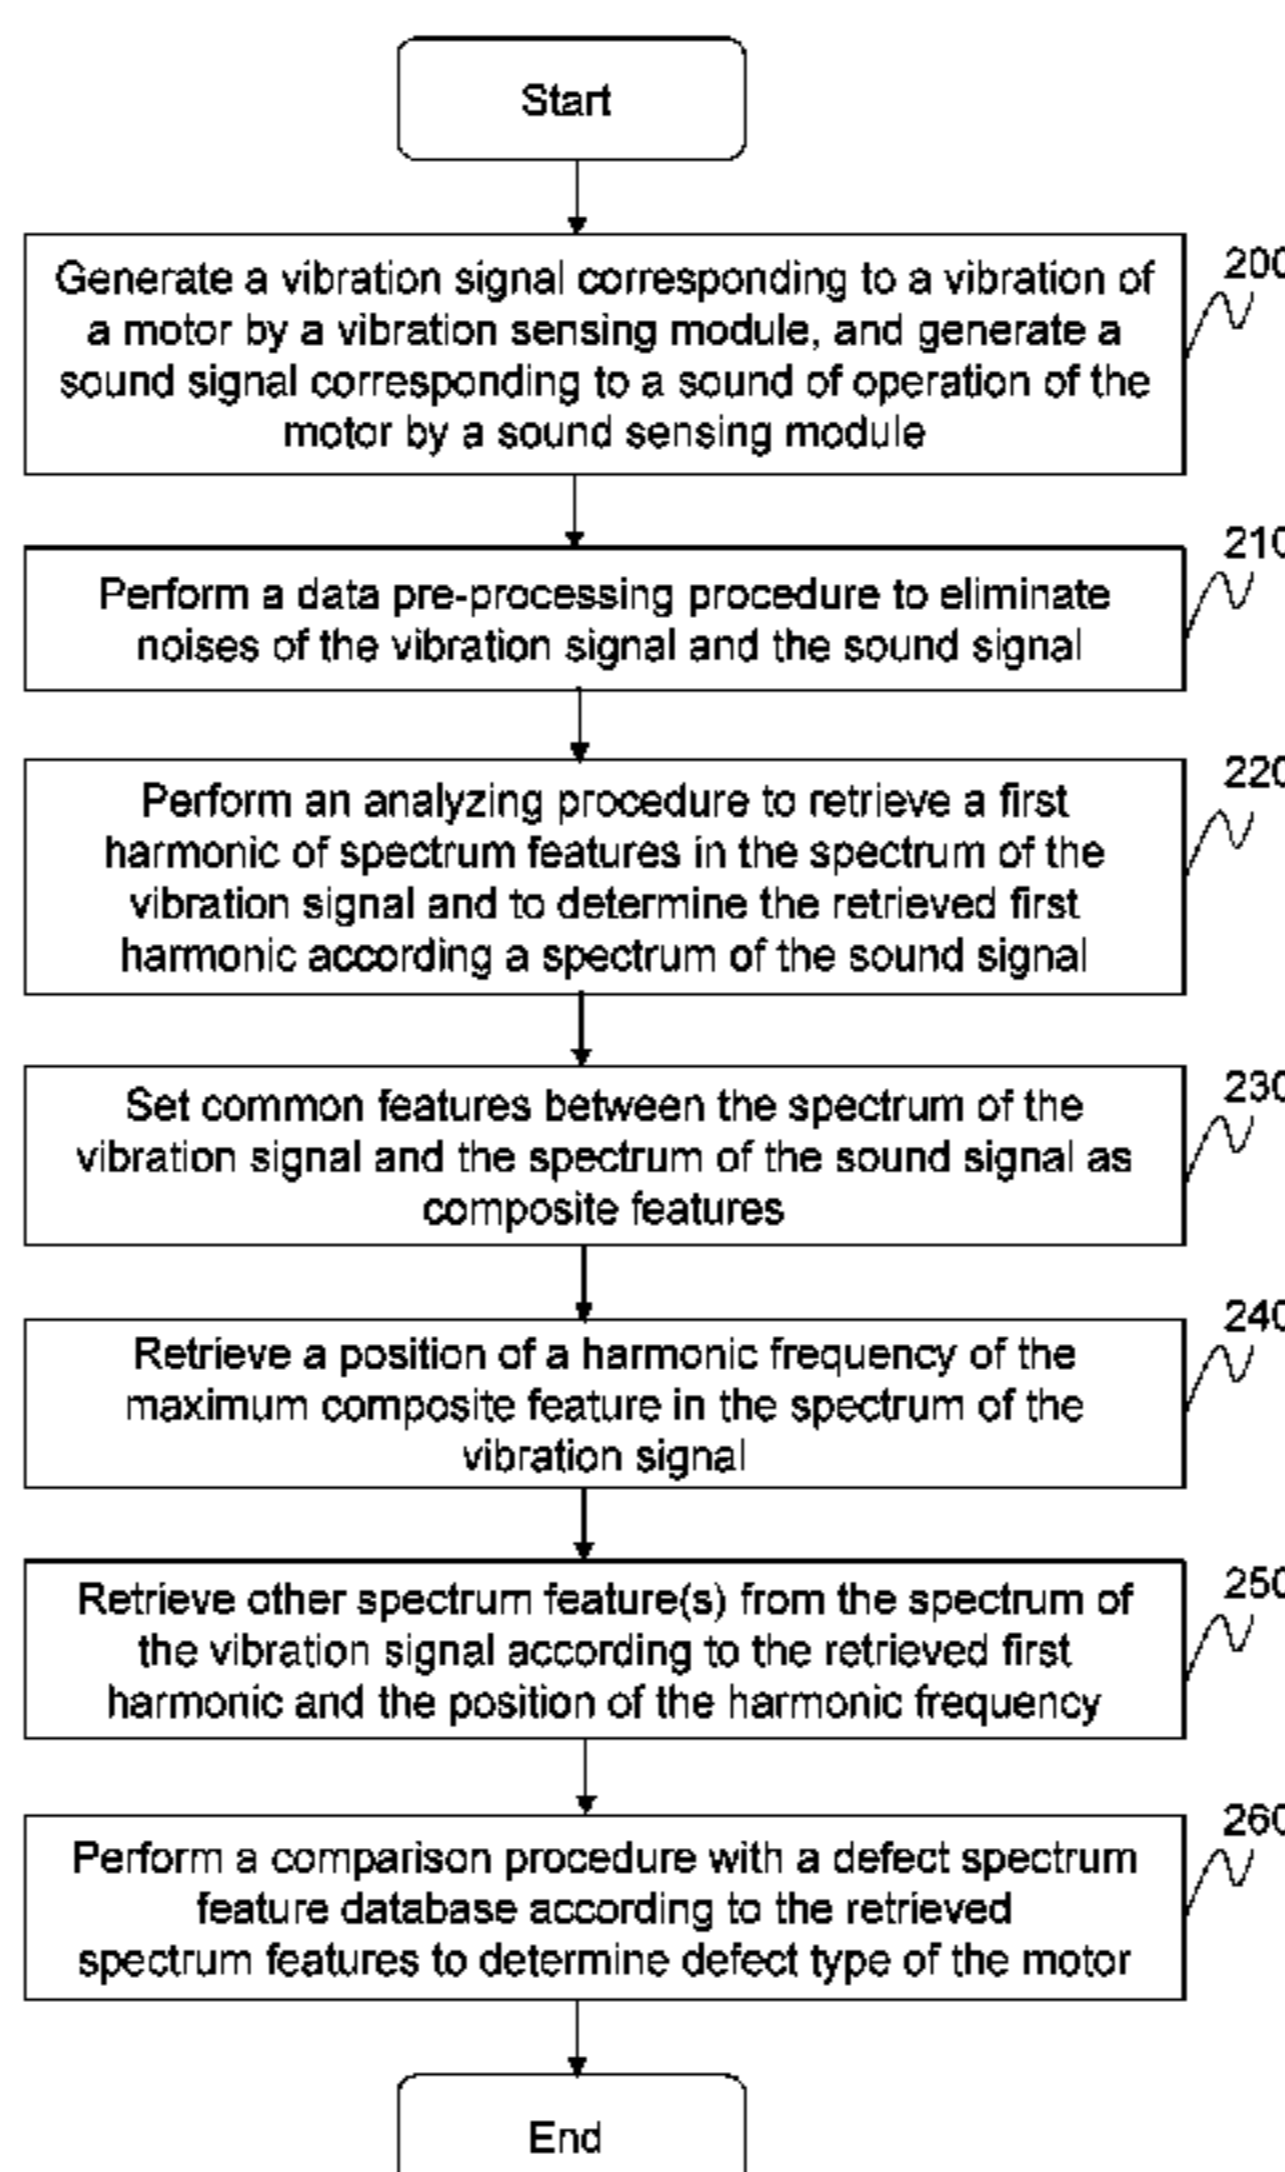 Start
Generate a vibration signal corresponding to a vibration of
a motor by a vibration sensing module, and generate a
sound signal corresponding to a sound of operation of the
motor by a sound sensing module
200
Perform a data pre-processing procedure to eliminate
noises of the vibration signal and the sound signal
210
Perform an analyzing procedure to retrieve a first
harmonic of spectrum features in the spectrum of the
vibration signal and to determine the retrieved first
harmonic according a spectrum of the sound signal
220
Set common features between the spectrum of the
vibration signal and the spectrum of the sound signal as
composite features
230
Retrieve a position of a harmonic frequency of the
maximum composite feature in the spectrum of the
vibration signal
240
Retrieve other spectrum feature(s) from the spectrum of
the vibration signal according to the retrieved first
harmonic and the position of the harmonic frequency
250
Perform a comparison procedure with a defect spectrum
feature database according to the retrieved
spectrum features to determine defect type of the motor
260
End